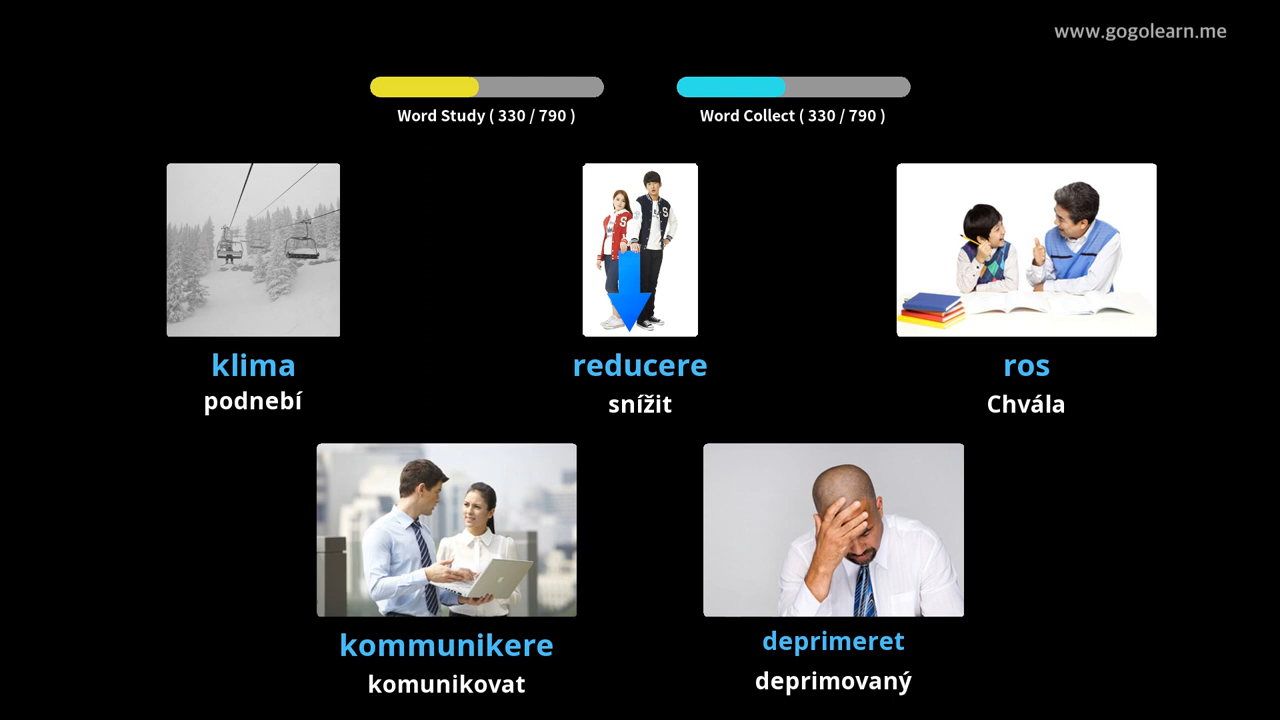 www.gogolearn.me
Word Study ( 330 / 790 )
Word Collect ( 330 / 790 )
klima
podnebí
reducere
snížit
ros
Chvála
kommunikere
komunikovat
deprimeret
deprimovaný